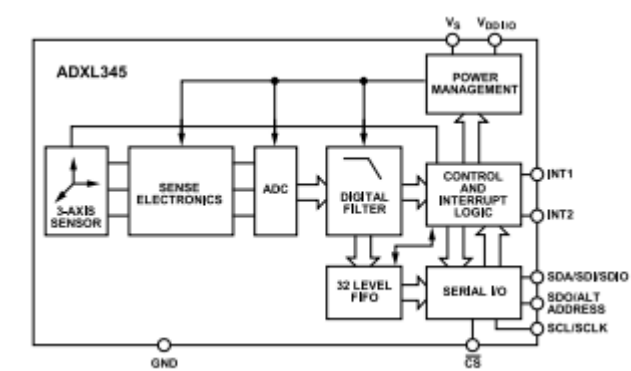 V_S
V_DD I/O
ADXL345
POWER
MANAGEMENT
3-AXIS
SENSOR
SENSE
ELECTRONICS
ADC
DIGITAL
FILTER
CONTROL
AND
INTERRUPT
LOGIC
INT1
INT2
32 LEVEL
FIFO
SERIAL I/O
SDA/SDI/SDIO
SDO/ALT
ADDRESS
SCL/SCLK
GND
C̅S̅